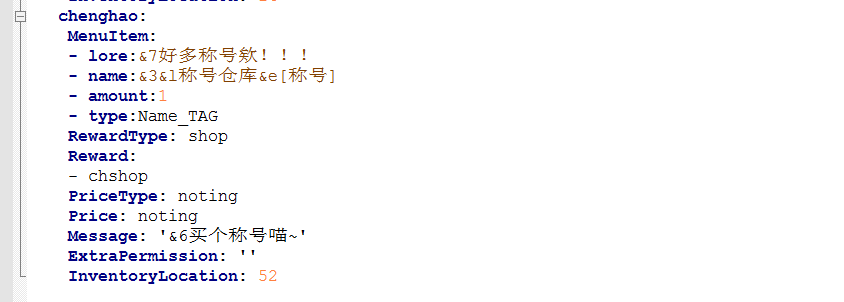 chenghao:
MenuItem:
- lore:&7好多称号欸！！！
- name:&3&l称号仓库&e[称号]
- amount:1
- type:Name_TAG
RewardType: shop
Reward:
- chshop
PriceType: noting
Price: noting
Message: '&6买个称号喵~'
ExtraPermission: ''
InventoryLocation: 52